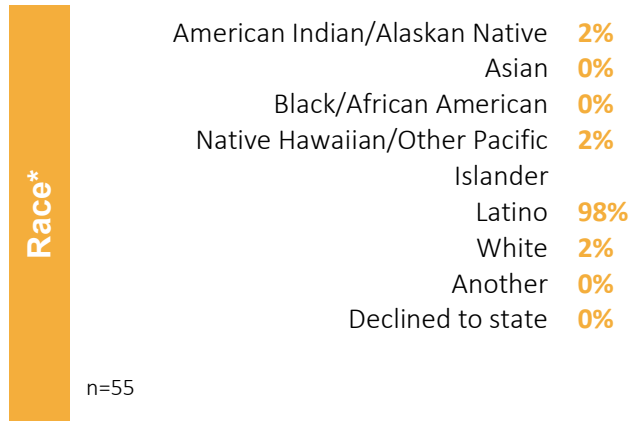 Race*
American Indian/Alaskan Native 2%
Asian 0%
Black/African American 0%
Native Hawaiian/Other Pacific 2%
Islander
Latino 98%
White 2%
Another 0%
Declined to state 0%
n=55